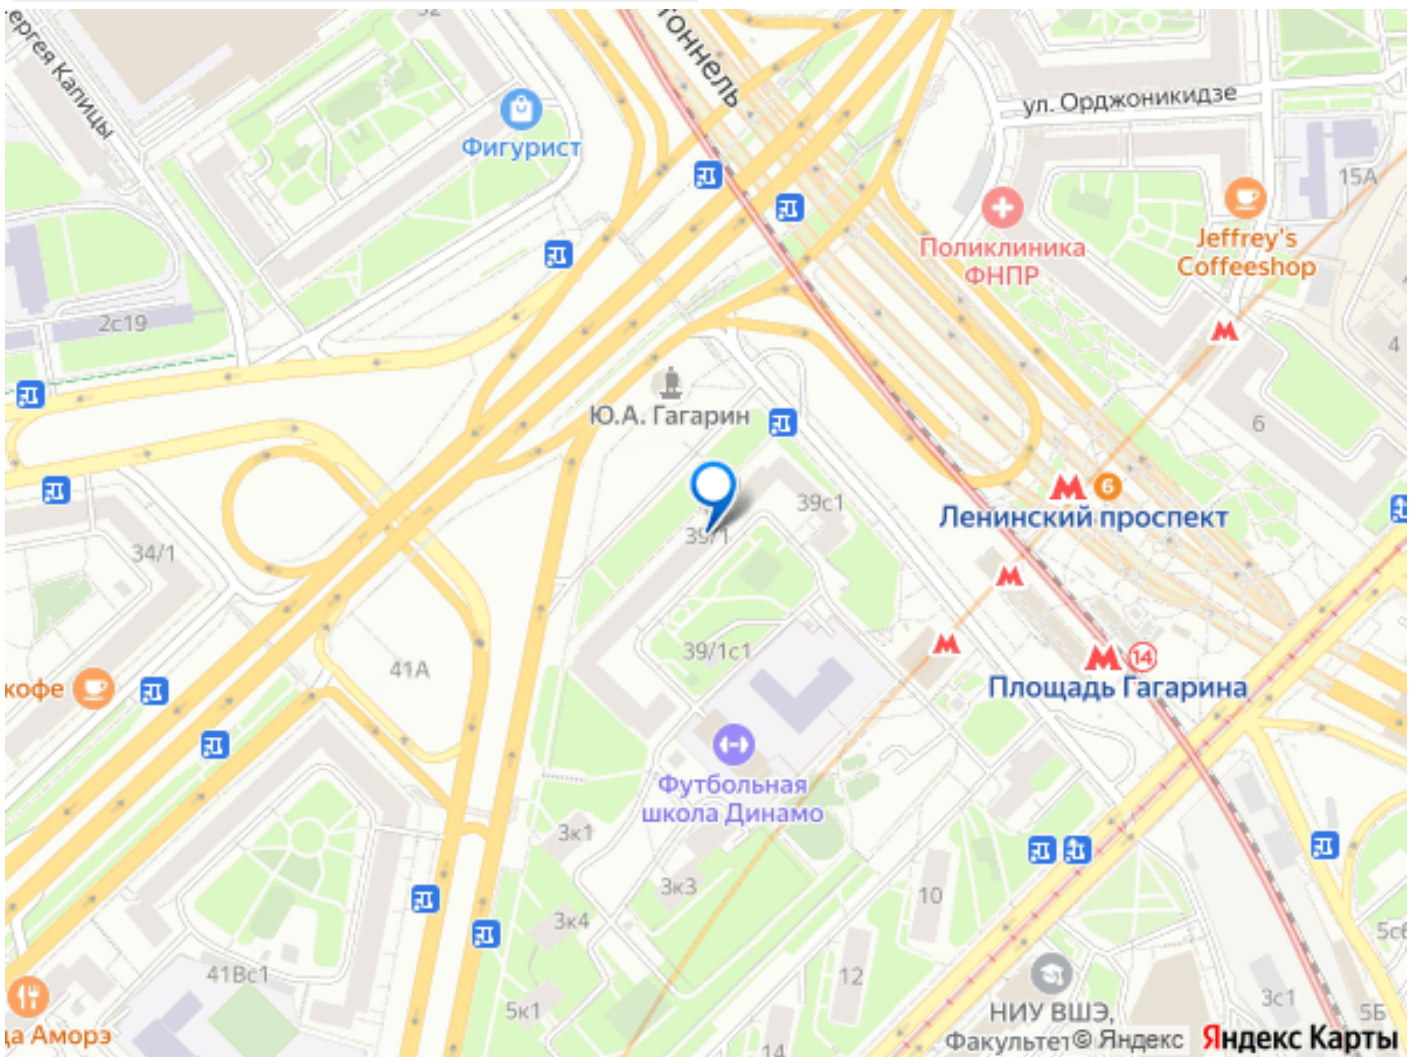 ергея Капицы
тоннель
Фигурист
ул. Орджоникидзе
15А
Поликлиника
ФНПР
Jeffrey's
Coffeeshop
2с19
4
6
Ю.А. Гагарин
39с1
39/1
6
Ленинский проспект
34/1
39/1с1
41А
кофе
14
Площадь Гагарина
Футбольная
школа Динамо
3к1
3к3
10
3к4
41Вс1
12
5к1
14
НИУ ВШЭ,
Факультет
3с1
5Б
а Аморэ
© Яндекс
Яндекс Карты